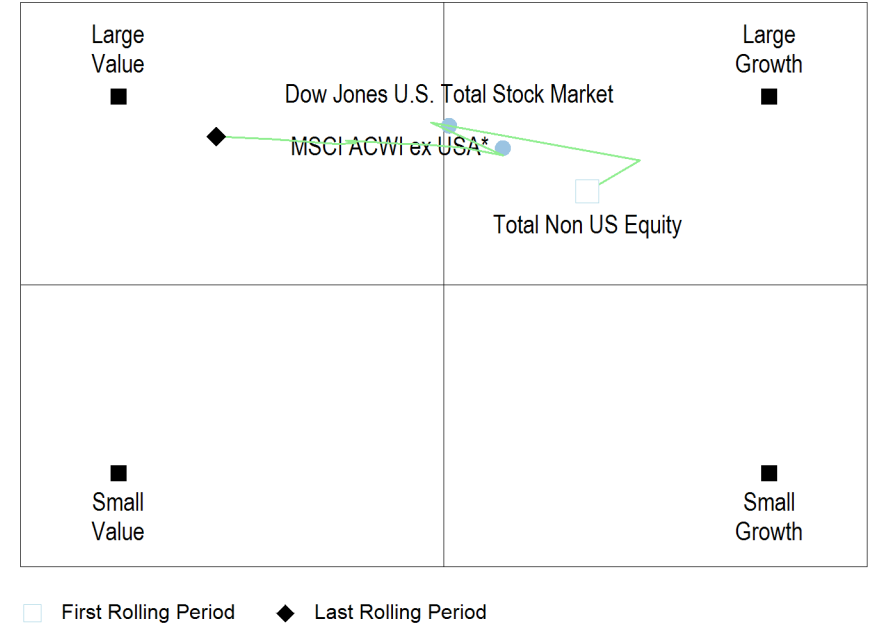 Large
Value
Large
Growth
Dow Jones U.S. Total Stock Market
MSCI ACWI ex USA*
Total Non US Equity
Small
Value
Small
Growth
First Rolling Period
Last Rolling Period